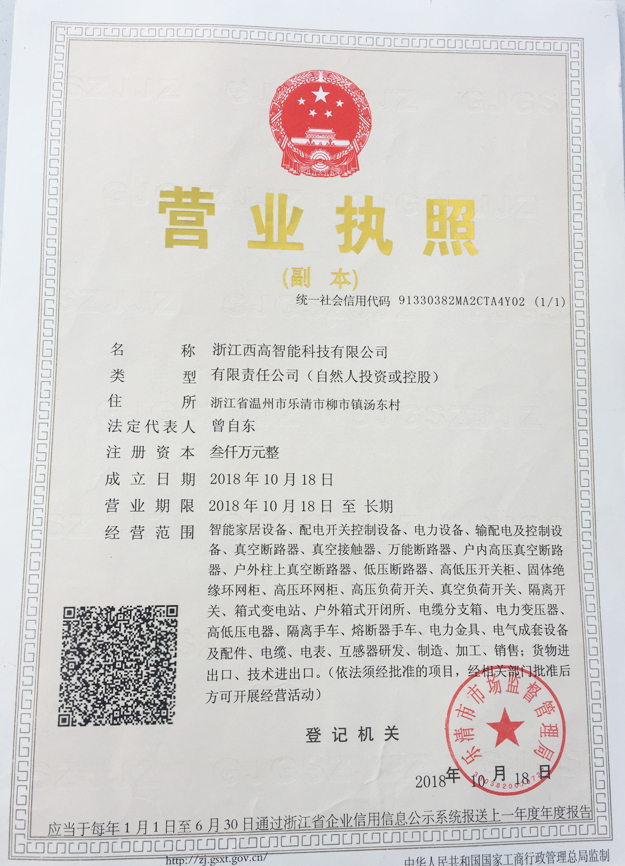 营业执照
(副 本)
统一社会信用代码 91330382MA2CTA4Y02 (1/1)
名 称 浙江西高智能科技有限公司
类 型 有限责任公司（自然人投资或控股）
住 所 浙江省温州市乐清市柳市镇汤东村
法定代表人 曾自东
注册资本 叁仟万元整
成立日期 2018年10月18日
营业期限 2018年10月18日 至 长期
经营范围 智能家居设备、配电开关控制设备、电力设备、输配电及控制设
备、真空断路器、真空接触器、万能断路器、户内高压真空断路
器、户外柱上真空断路器、低压断路器、高低压开关柜、固体绝
缘环网柜、高压环网柜、高压负荷开关、真空负荷开关、隔离开
关、箱式变电站、户外箱式开闭所、电缆分支箱、电力变压器、
高低压电器、隔离手车、熔断器手车、电力金具、电气成套设备
及配件、电缆、电表、互感器研发、制造、加工、销售；货物进
出口、技术进出口。（依法须经批准的项目，经相关部门批准后
方可开展经营活动）
登记机关
乐清市市场监督管理局
2018年 10月 18日
应当于每年1月1日至6月30日通过浙江省企业信用信息公示系统报送上一年度年度报告
http://zj.gsxt.gov.cn/
中华人民共和国国家工商行政管理总局监制